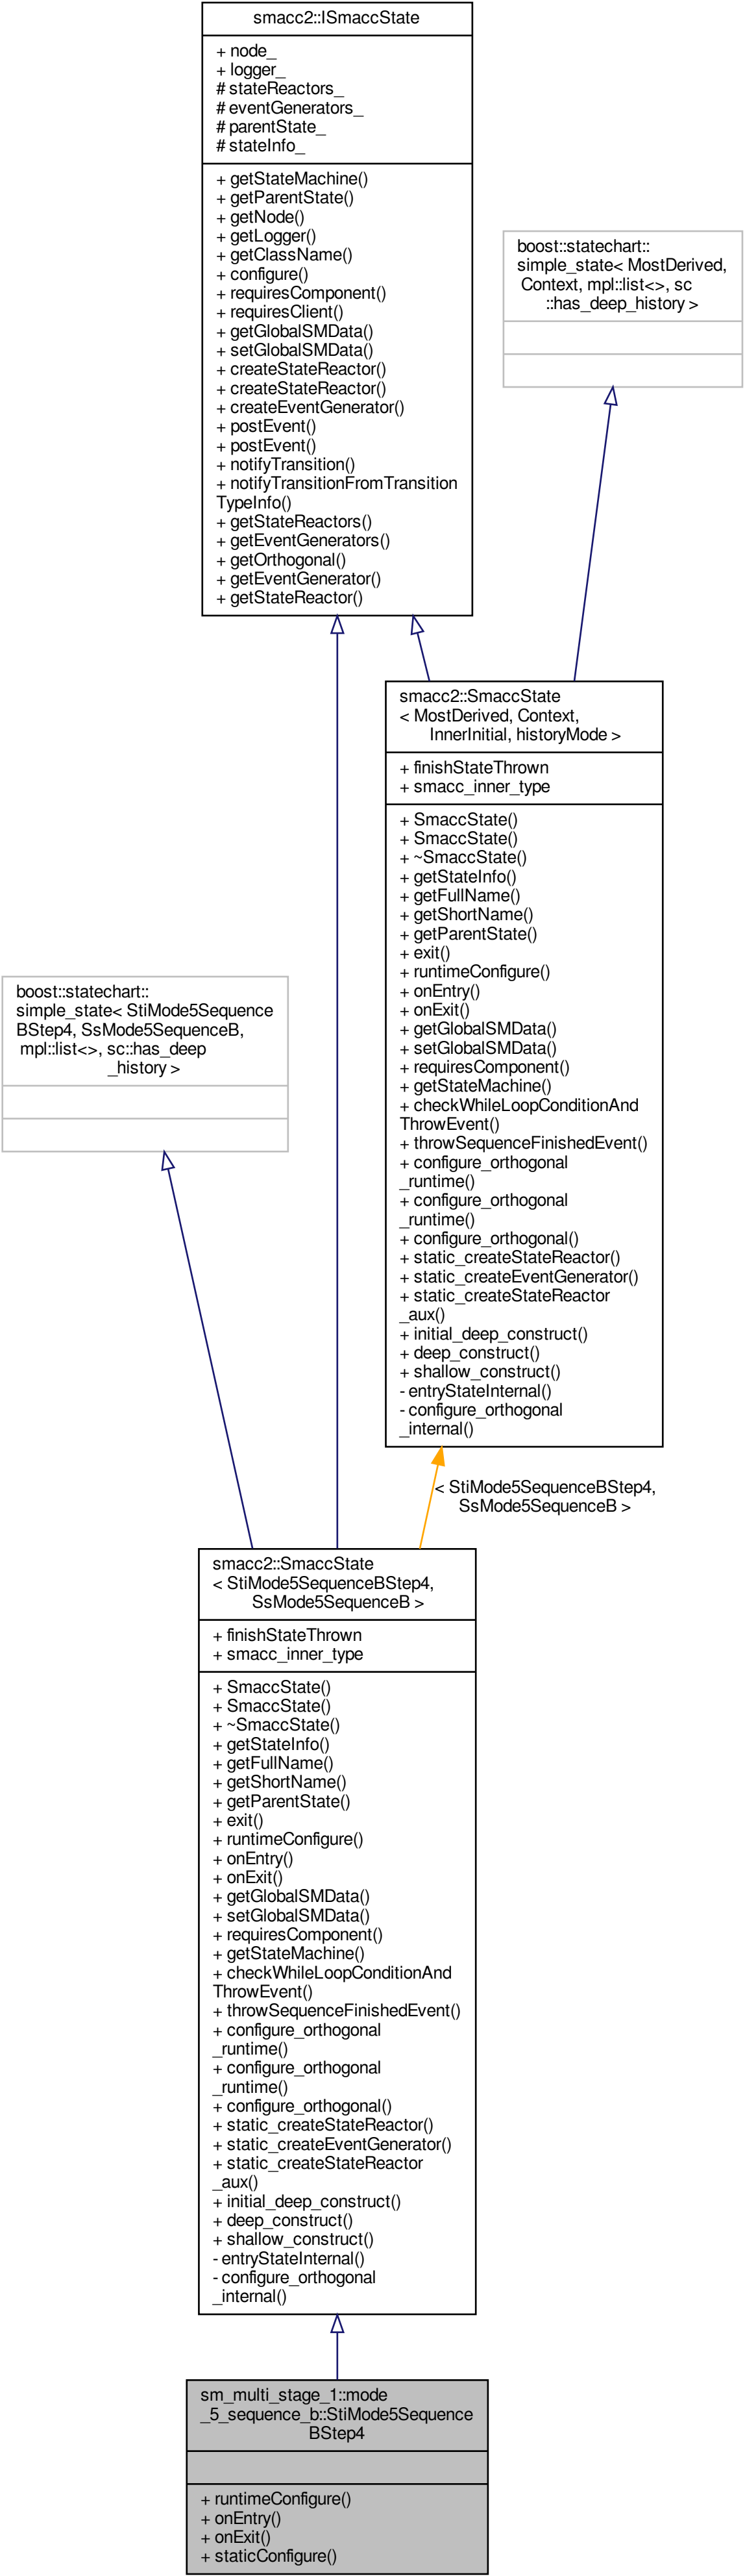 smacc2::ISmaccState
+ node_
+ logger_
# stateReactors_
# eventGenerators_
# parentState_
# stateInfo_
+ getStateMachine()
+ getParentState()
+ getNode()
+ getLogger()
+ getClassName()
+ configure()
+ requiresComponent()
+ requiresClient()
+ getGlobalSMData()
+ setGlobalSMData()
+ createStateReactor()
+ createStateReactor()
+ createEventGenerator()
+ postEvent()
+ postEvent()
+ notifyTransition()
+ notifyTransitionFromTransition
TypeInfo()
+ getStateReactors()
+ getEventGenerators()
+ getOrthogonal()
+ getEventGenerator()
+ getStateReactor()
boost::statechart::
simple_state< MostDerived,
Context, mpl::list<>, sc
::has_deep_history >
smacc2::SmaccState
< MostDerived, Context,
InnerInitial, historyMode >
+ finishStateThrown
+ smacc_inner_type
+ SmaccState()
+ SmaccState()
+ ~SmaccState()
+ getStateInfo()
+ getFullName()
+ getShortName()
+ getParentState()
+ exit()
+ runtimeConfigure()
+ onEntry()
+ onExit()
+ getGlobalSMData()
+ setGlobalSMData()
+ requiresComponent()
+ getStateMachine()
+ checkWhileLoopConditionAnd
ThrowEvent()
+ throwSequenceFinishedEvent()
+ configure_orthogonal
_runtime()
+ configure_orthogonal
_runtime()
+ configure_orthogonal()
+ static_createStateReactor()
+ static_createEventGenerator()
+ static_createStateReactor
_aux()
+ initial_deep_construct()
+ deep_construct()
+ shallow_construct()
- entryStateInternal()
- configure_orthogonal
_internal()
boost::statechart::
simple_state< StiMode5Sequence
BStep4, SsMode5SequenceB,
mpl::list<>, sc::has_deep
_history >
< StiMode5SequenceBStep4,
SsMode5SequenceB >
smacc2::SmaccState
< StiMode5SequenceBStep4,
SsMode5SequenceB >
+ finishStateThrown
+ smacc_inner_type
+ SmaccState()
+ SmaccState()
+ ~SmaccState()
+ getStateInfo()
+ getFullName()
+ getShortName()
+ getParentState()
+ exit()
+ runtimeConfigure()
+ onEntry()
+ onExit()
+ getGlobalSMData()
+ setGlobalSMData()
+ requiresComponent()
+ getStateMachine()
+ checkWhileLoopConditionAnd
ThrowEvent()
+ throwSequenceFinishedEvent()
+ configure_orthogonal
_runtime()
+ configure_orthogonal
_runtime()
+ configure_orthogonal()
+ static_createStateReactor()
+ static_createEventGenerator()
+ static_createStateReactor
_aux()
+ initial_deep_construct()
+ deep_construct()
+ shallow_construct()
- entryStateInternal()
- configure_orthogonal
_internal()
sm_multi_stage_1::mode
_5_sequence_b::StiMode5Sequence
BStep4
+ runtimeConfigure()
+ onEntry()
+ onExit()
+ staticConfigure()